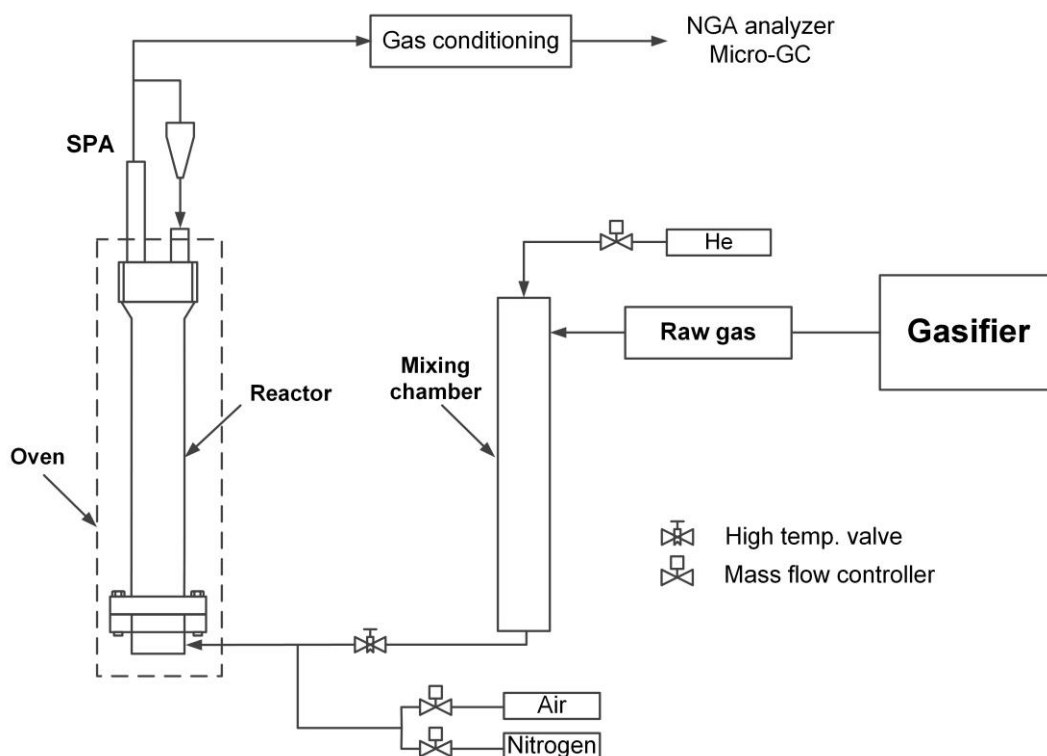 Gas conditioning
NGA analyzer
Micro-GC
SPA
He
Raw gas
Gasifier
Mixing
chamber
Reactor
Oven
High temp. valve
Mass flow controller
Air
Nitrogen